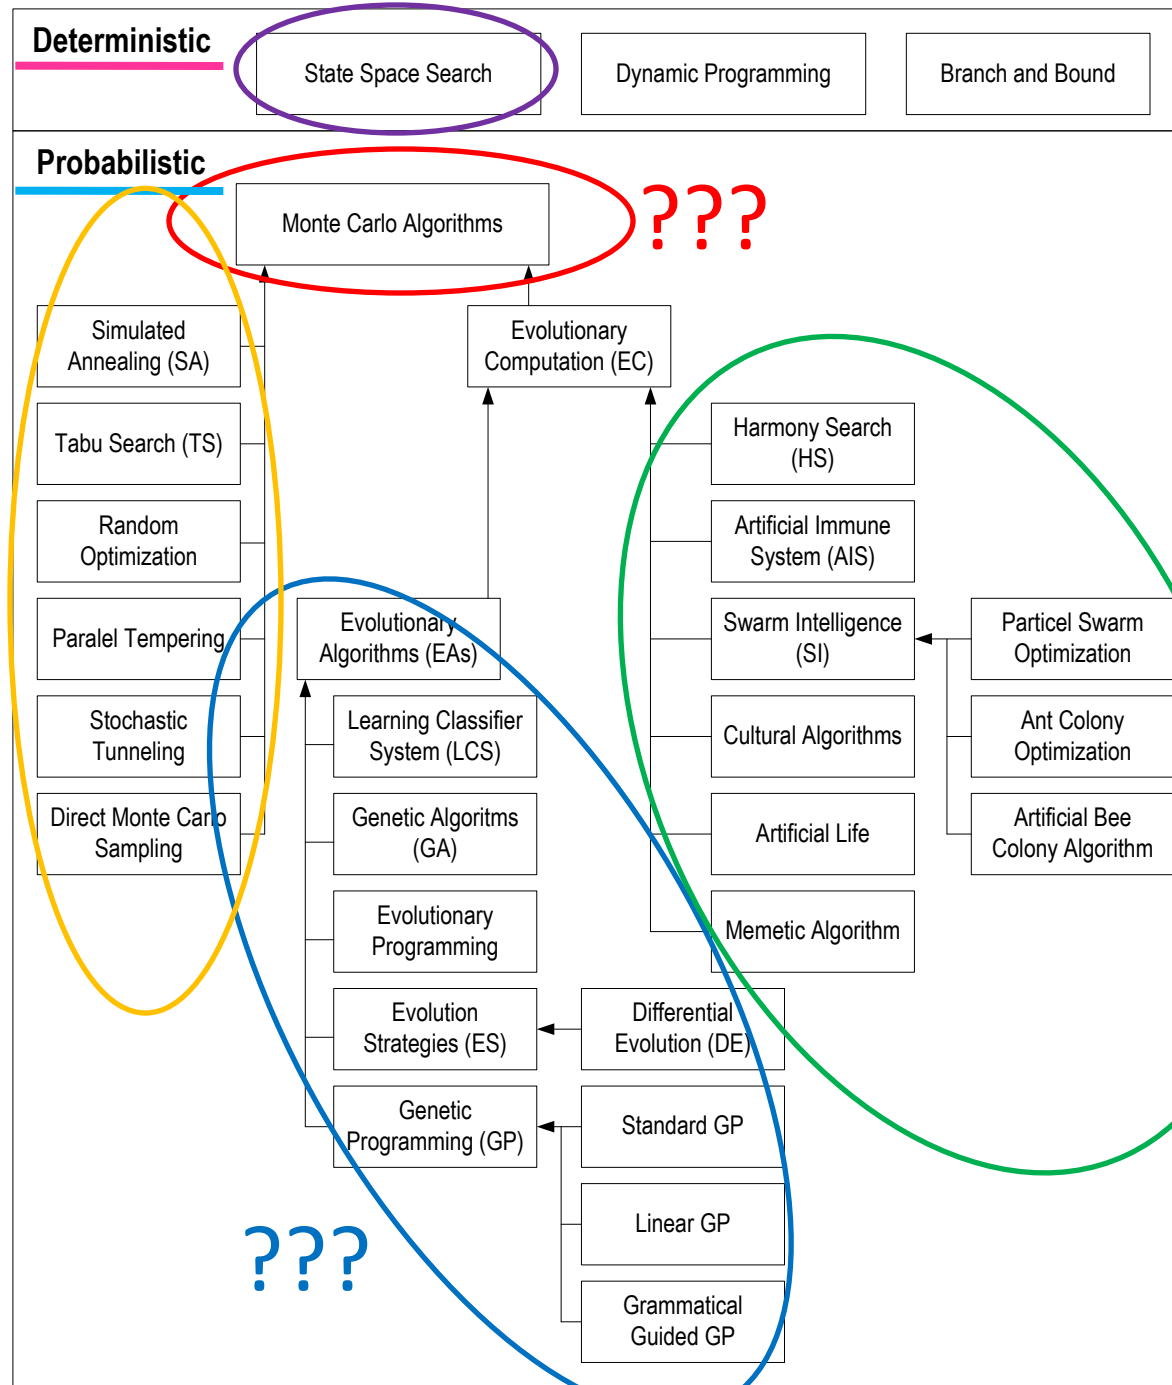 Deterministic
State Space Search
Dynamic Programming
Branch and Bound
Probabilistic
Monte Carlo Algorithms
???
Simulated
Annealing (SA)
Evolutionary
Computation (EC)
Tabu Search (TS)
Harmony Search
(HS)
Random
Optimization
Artificial Immune
System (AIS)
Paralel Tempering
Evolutionary
Algorithms (EAs)
Swarm Intelligence
(SI)
Particel Swarm
Optimization
Stochastic
Tunneling
Learning Classifier
System (LCS)
Cultural Algorithms
Ant Colony
Optimization
Direct Monte Carlo
Sampling
Genetic Algoritms
(GA)
Artificial Life
Artificial Bee
Colony Algorithm
Evolutionary
Programming
Memetic Algorithm
Evolution
Strategies (ES)
Differential
Evolution (DE)
Genetic
Programming (GP)
Standard GP
???
Linear GP
Grammatical
Guided GP